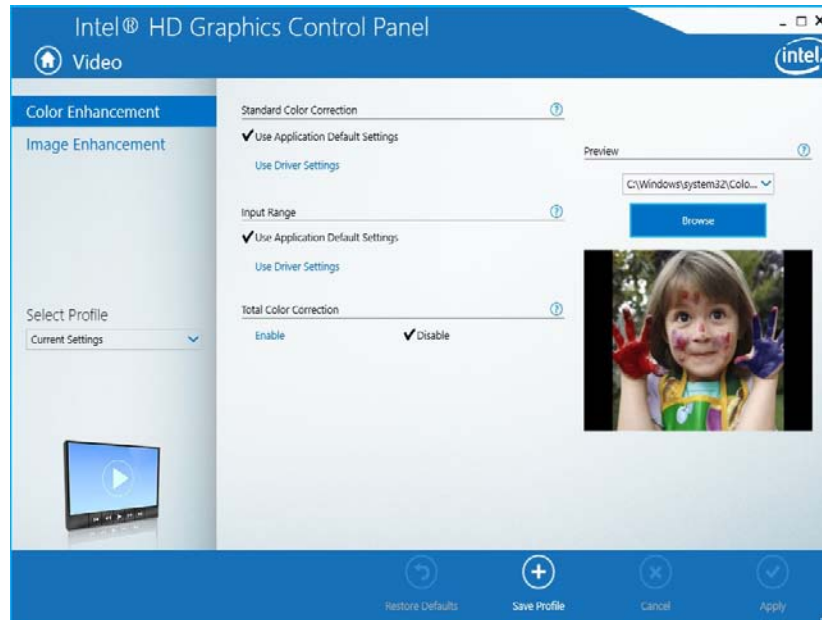 Intel® HD Graphics Control Panel
Video
intel
Color Enhancement
Image Enhancement
Select Profile
Current Settings
Standard Color Correction
✓Use Application Default Settings
Use Driver Settings
Input Range
✓Use Application Default Settings
Use Driver Settings
Total Color Correction
Enable
✓Disable
Preview
C:\Windows\system32\Colo...
Browse
Restore Defaults
Save Profile
Cancel
Apply